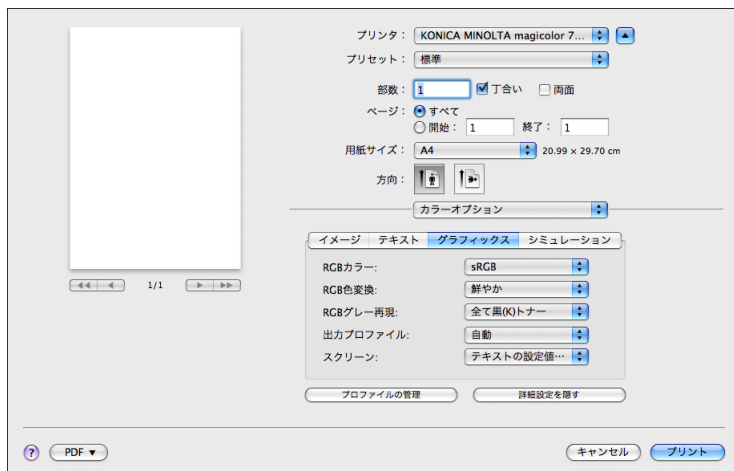 プリンタ： KONICA MINOLTA magicolor 7...
プリセット： 標準
部数： 1 丁合い 両面
ページ： すべて
開始： 1 終了： 1
用紙サイズ： A4 20.99 × 29.70 cm
方向：
カラーオプション
イメージ テキスト グラフィックス シミュレーション
RGBカラー: sRGB
RGB色変換: 鮮やか
RGBグレー再現: 全て黒(K)トナー
出力プロファイル: 自動
スクリーン: テキストの設定値…
1/1
プロファイルの管理 詳細設定を隠す
? PDF ▼ キャンセル プリント